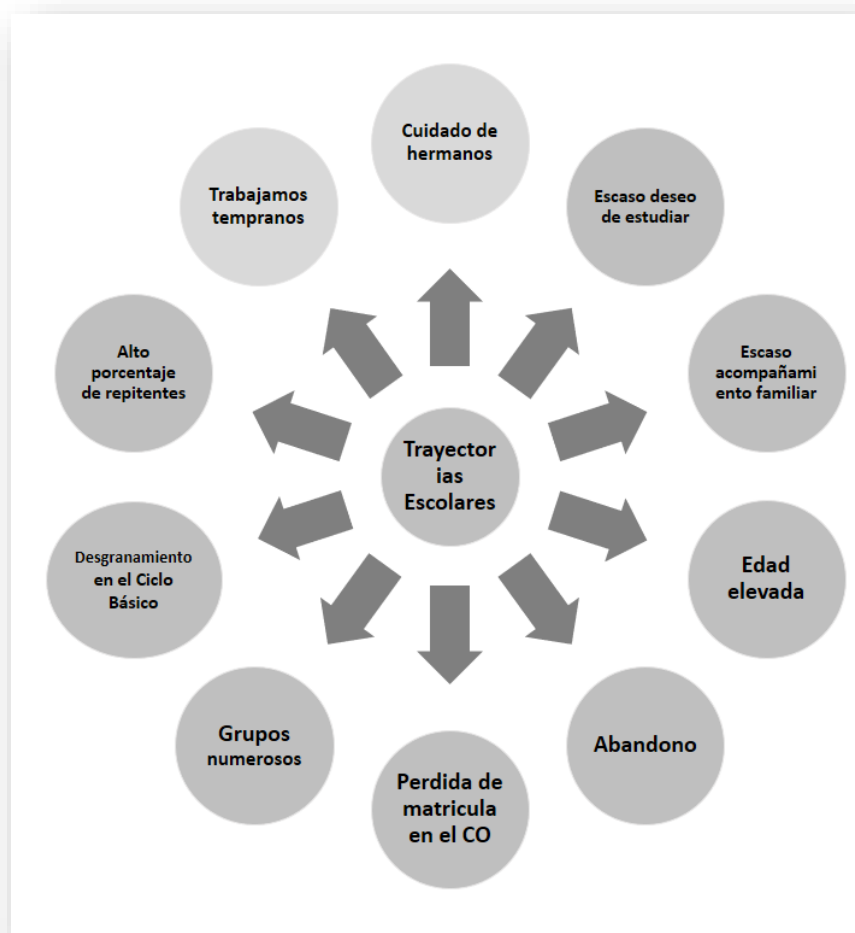 Cuidado de
hermanos
Escaso deseo
de estudiar
Escaso
acompañami
ento familiar
Edad
elevada
Abandono
Perdida de
matricula
en el CO
Grupos
numerosos
Desgranamiento
en el Ciclo
Básico
Alto
porcentaje
de repitentes
Trabajamos
tempranos
Trayector
ias
Escolares